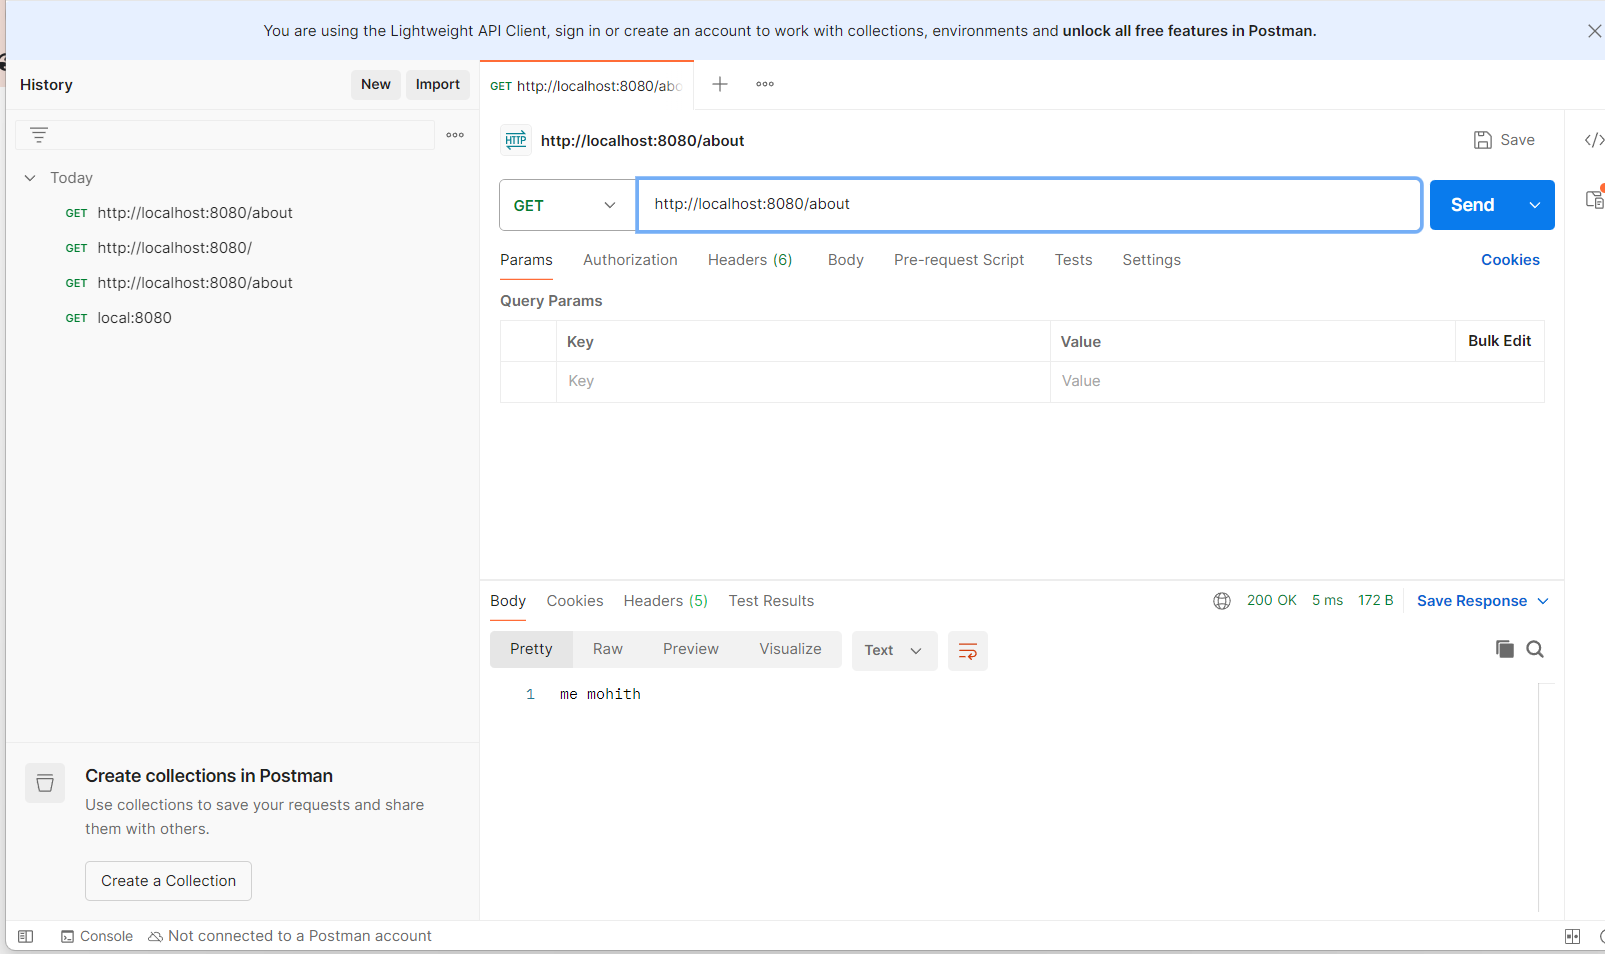 You are using the Lightweight API Client, sign in or create an account to work with collections, environments and unlock all free features in Postman.
History
New
Import
GET http://localhost:8080/abo
HTTP http://localhost:8080/about
Save
Today
GET http://localhost:8080/about
GET http://localhost:8080/
GET http://localhost:8080/about
GET local:8080
GET
http://localhost:8080/about
Send
Params Authorization Headers (6) Body Pre-request Script Tests Settings Cookies
Query Params
Key Value Bulk Edit
Key Value
Body Cookies Headers (5) Test Results
200 OK 5 ms 172 B Save Response
Pretty Raw Preview Visualize Text
1 me mohith
Create collections in Postman
Use collections to save your requests and share
them with others.
Create a Collection
Console Not connected to a Postman account